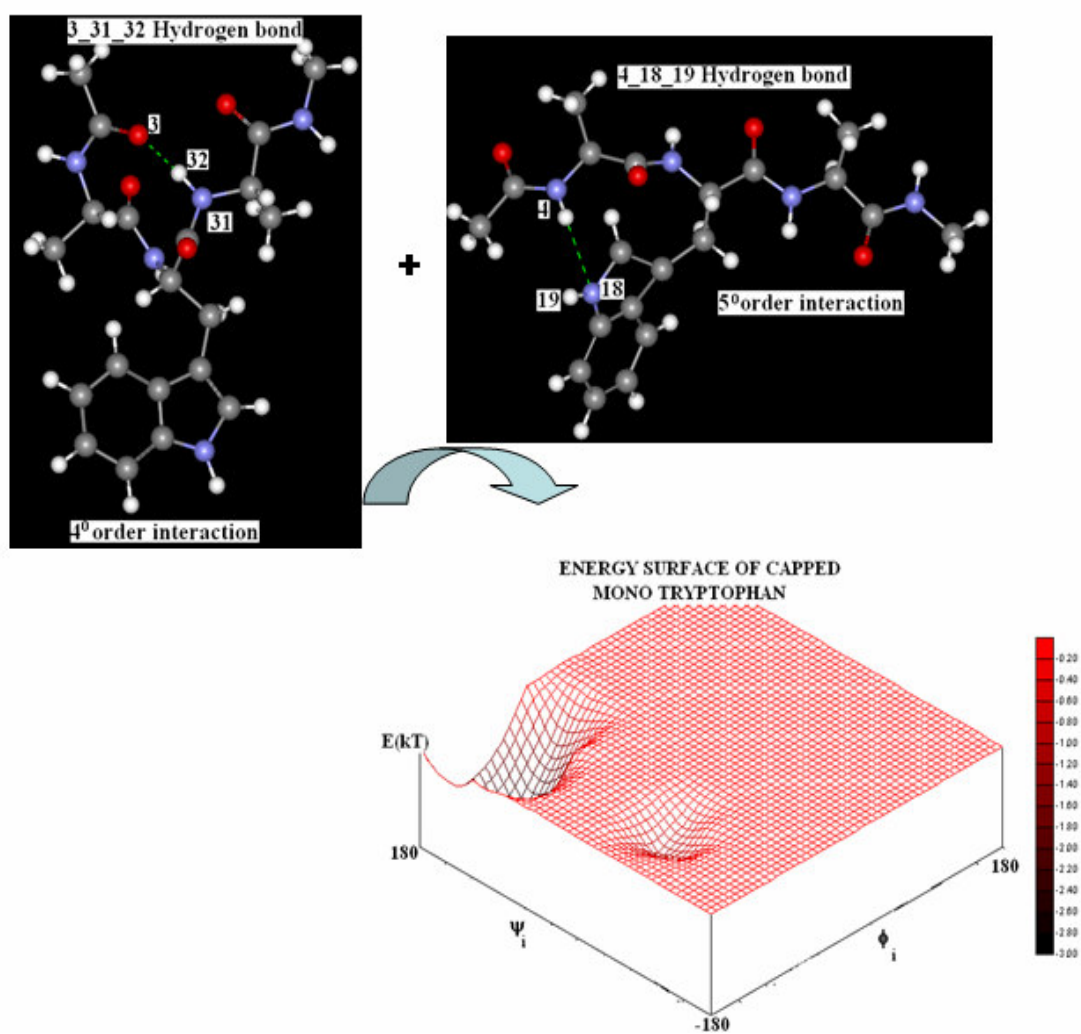 3_31_32 Hydrogen bond
3
32
31
4⁰order interaction
+
4_18_19 Hydrogen bond
4
19
18
5⁰order interaction
ENERGY SURFACE OF CAPPED
MONO TRYPTOPHAN
E(kT)
180
Ψi
-180
ϕi
180
-0.20
-0.40
-0.60
-0.80
-1.00
-1.20
-1.40
-1.60
-1.80
-2.00
-2.20
-2.40
-2.60
-2.80
-3.00